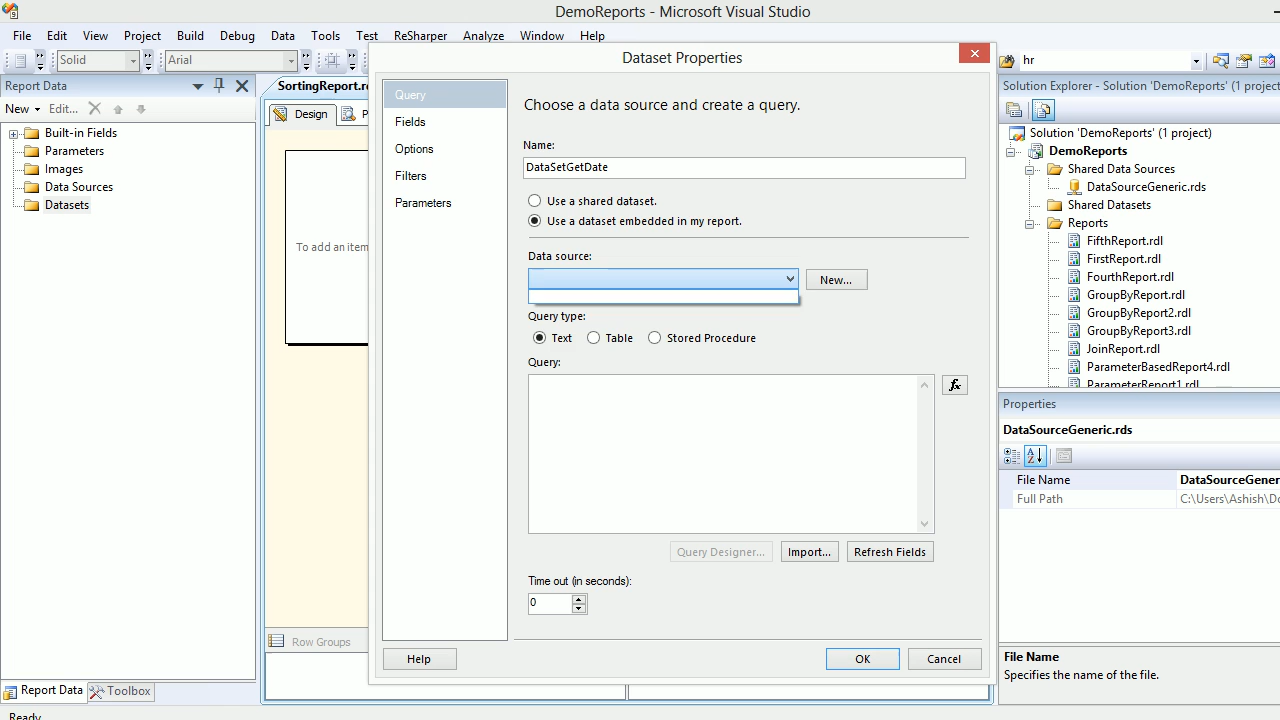 DemoReports - Microsoft Visual Studio
File Edit View Project Build Debug Data Tools Test ReSharper Analyze Window Help
Solid
Arial
hr
Report Data
New Edit...
Built-in Fields
Parameters
Images
Data Sources
Datasets
Report Data
Toolbox
Ready
SortingReport.r
Design
To add an item
Row Groups
Dataset Properties
Query
Fields
Options
Filters
Parameters
Choose a data source and create a query.
Name:
DataSetGetDate
Use a shared dataset.
Use a dataset embedded in my report.
Data source:
New...
Query type:
Text Table Stored Procedure
Query:
fx
Query Designer... Import... Refresh Fields
Time out (in seconds):
0
Help OK Cancel
Solution Explorer - Solution 'DemoReports' (1 project
Solution 'DemoReports' (1 project)
DemoReports
Shared Data Sources
DataSourceGeneric.rds
Shared Datasets
Reports
FifthReport.rdl
FirstReport.rdl
FourthReport.rdl
GroupByReport.rdl
GroupByReport2.rdl
GroupByReport3.rdl
JoinReport.rdl
ParameterBasedReport4.rdl
ParameterReport1.rdl
Properties
DataSourceGeneric.rds
File Name DataSourceGener
Full Path C:\Users\Ashish\Do
File Name
Specifies the name of the file.